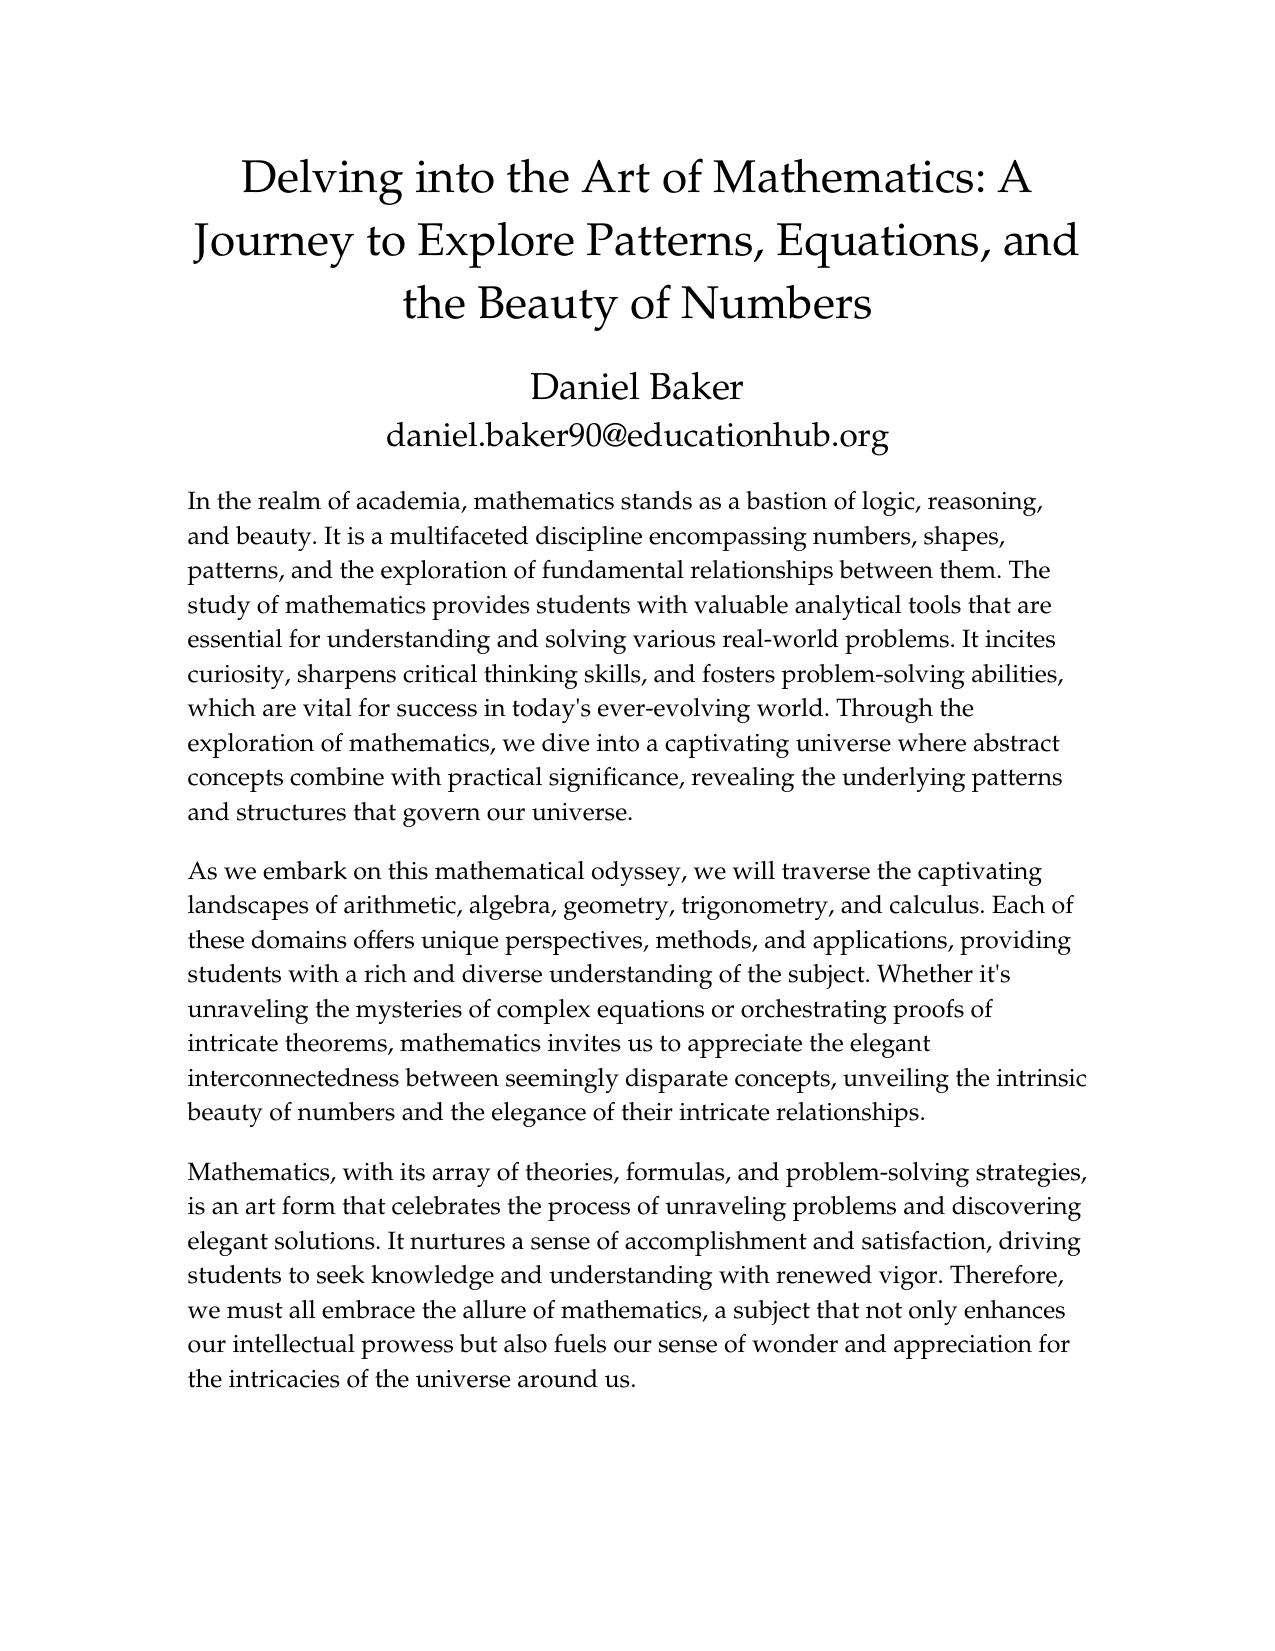 Delving into the Art of Mathematics: A
Journey to Explore Patterns, Equations, and
the Beauty of Numbers
Daniel Baker
daniel.baker90@educationhub.org
In the realm of academia, mathematics stands as a bastion of logic, reasoning,
and beauty. It is a multifaceted discipline encompassing numbers, shapes,
patterns, and the exploration of fundamental relationships between them. The
study of mathematics provides students with valuable analytical tools that are
essential for understanding and solving various real-world problems. It incites
curiosity, sharpens critical thinking skills, and fosters problem-solving abilities,
which are vital for success in today's ever-evolving world. Through the
exploration of mathematics, we dive into a captivating universe where abstract
concepts combine with practical significance, revealing the underlying patterns
and structures that govern our universe.
As we embark on this mathematical odyssey, we will traverse the captivating
landscapes of arithmetic, algebra, geometry, trigonometry, and calculus. Each of
these domains offers unique perspectives, methods, and applications, providing
students with a rich and diverse understanding of the subject. Whether it's
unraveling the mysteries of complex equations or orchestrating proofs of
intricate theorems, mathematics invites us to appreciate the elegant
interconnectedness between seemingly disparate concepts, unveiling the intrinsic
beauty of numbers and the elegance of their intricate relationships.
Mathematics, with its array of theories, formulas, and problem-solving strategies,
is an art form that celebrates the process of unraveling problems and discovering
elegant solutions. It nurtures a sense of accomplishment and satisfaction, driving
students to seek knowledge and understanding with renewed vigor. Therefore,
we must all embrace the allure of mathematics, a subject that not only enhances
our intellectual prowess but also fuels our sense of wonder and appreciation for
the intricacies of the universe around us.